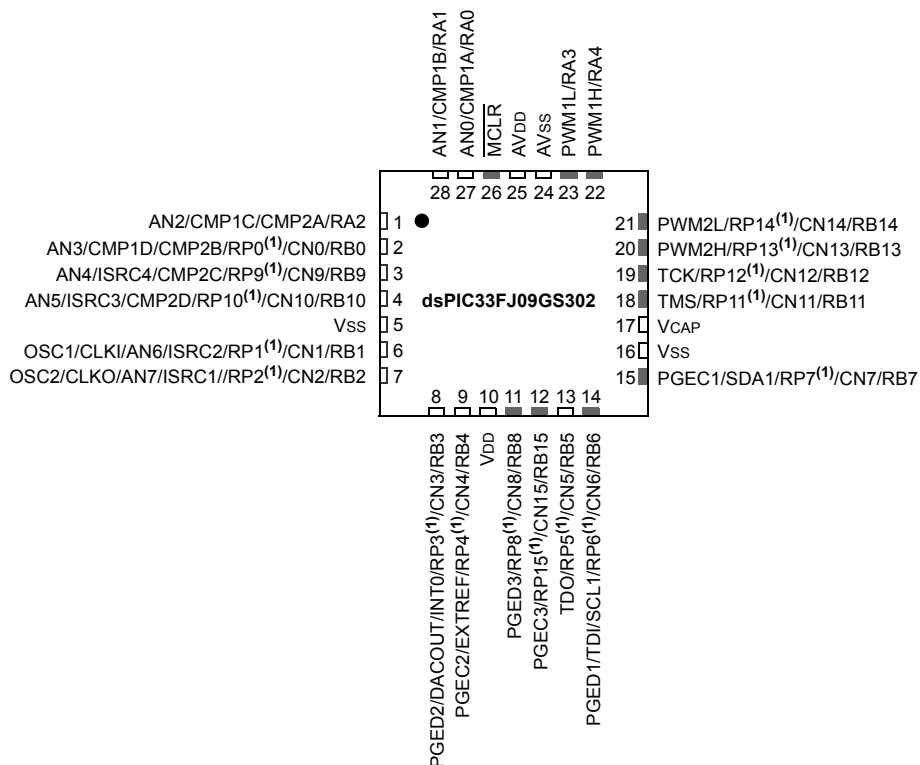 AN1/CMP1B/RA1
AN0/CMP1A/RA0
MCLR
AVDD
AVSS
PWM1L/RA3
PWM1H/RA4
28 27 26 25 24 23 22
AN2/CMP1C/CMP2A/RA2 1
AN3/CMP1D/CMP2B/RP0(1)/CN0/RB0 2
AN4/ISRC4/CMP2C/RP9(1)/CN9/RB9 3
AN5/ISRC3/CMP2D/RP10(1)/CN10/RB10 4
VSS 5
OSC1/CLKI/AN6/ISRC2/RP1(1)/CN1/RB1 6
OSC2/CLKO/AN7/ISRC1//RP2(1)/CN2/RB2 7
dsPIC33FJ09GS302
21 PWM2L/RP14(1)/CN14/RB14
20 PWM2H/RP13(1)/CN13/RB13
19 TCK/RP12(1)/CN12/RB12
18 TMS/RP11(1)/CN11/RB11
17 VCAP
16 VSS
15 PGEC1/SDA1/RP7(1)/CN7/RB7
8 9 10 11 12 13 14
PGED2/DACOUT/INT0/RP3(1)/CN3/RB3
PGEC2/EXTREF/RP4(1)/CN4/RB4
VDD
PGED3/RP8(1)/CN8/RB8
PGEC3/RP15(1)/CN15/RB15
TDO/RP5(1)/CN5/RB5
PGED1/TDI/SCL1/RP6(1)/CN6/RB6